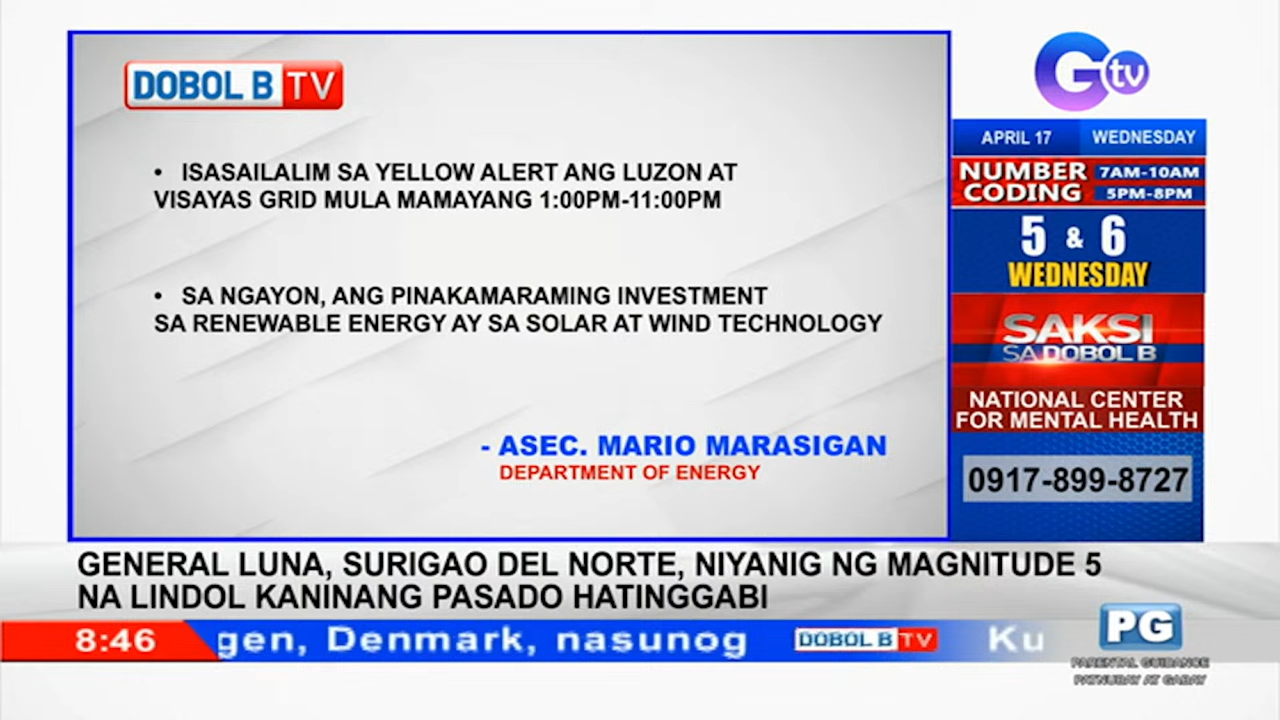 DOBOL B TV
• ISASAILALIM SA YELLOW ALERT ANG LUZON AT
VISAYAS GRID MULA MAMAYANG 1:00PM-11:00PM
• SA NGAYON, ANG PINAKAMARAMING INVESTMENT
SA RENEWABLE ENERGY AY SA SOLAR AT WIND TECHNOLOGY
- ASEC. MARIO MARASIGAN
DEPARTMENT OF ENERGY
Gtv
APRIL 17 WEDNESDAY
NUMBER CODING
7AM-10AM
5PM-8PM
5 & 6
WEDNESDAY
SAKSI
SA DOBOL B
NATIONAL CENTER
FOR MENTAL HEALTH
0917-899-8727
GENERAL LUNA, SURIGAO DEL NORTE, NIYANIG NG MAGNITUDE 5
NA LINDOL KANINANG PASADO HATINGGABI
8:46 gen, Denmark, nasunog DOBOL B TV Ku
PG
PARENTAL GUIDANCE
PATNUBAY AT GABAY